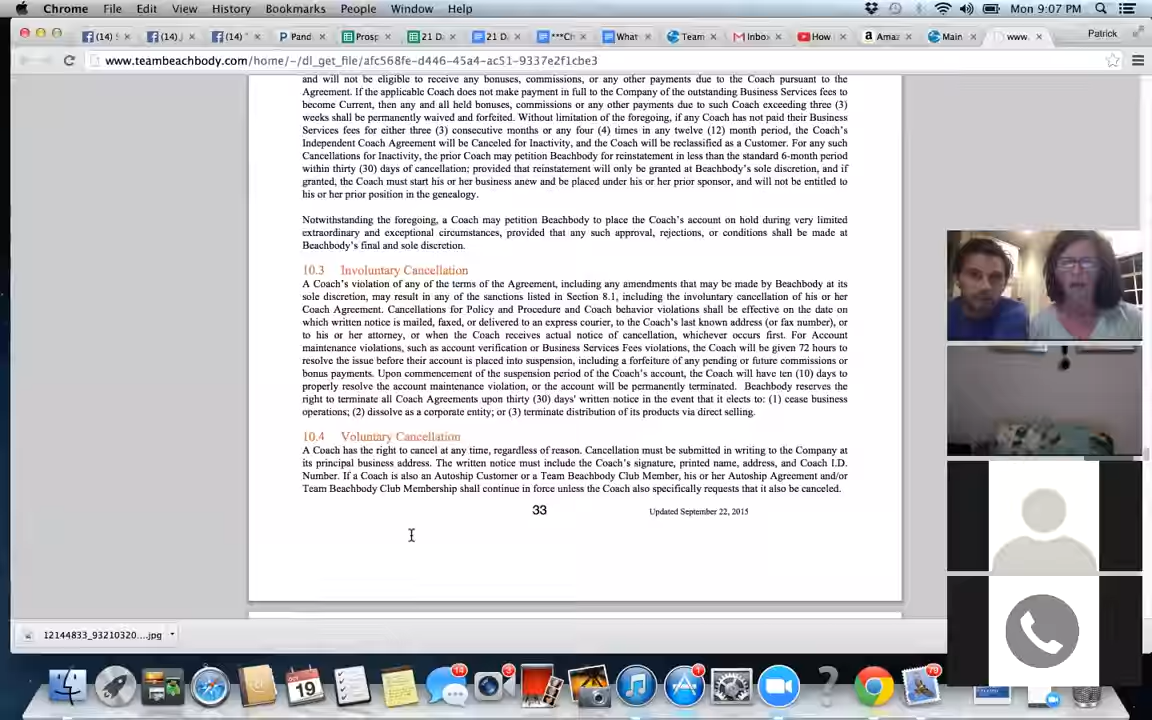 Chrome File Edit View History Bookmarks People Window Help Mon 9:07 PM
(14) S (14) (14) " Pand Prosp 21 D 21 D ***Ch What Team Inbo How Amaz Main www. Patrick
www.teambeachbody.com/home/-/dl_get_file/afc568fe-d446-45a4-ac51-9337e2f1cbe3
and will not be eligible to receive any bonuses, commissions, or any other payments due to the Coach pursuant to the
Agreement. If the applicable Coach does not make payment in full to the Company of the outstanding Business Services fees to
become Current, then any and all held bonuses, commissions or any other payments due to such Coach exceeding three (3)
weeks shall be permanently waived and forfeited. Without limitation of the foregoing, if any Coach has not paid their Business
Services fees for either three (3) consecutive months or any four (4) times in any twelve (12) month period, the Coach's
Independent Coach Agreement will be Canceled for Inactivity, and the Coach will be reclassified as a Customer. For any such
Cancellations for Inactivity, the prior Coach may petition Beachbody for reinstatement in less than the standard 6-month period
within thirty (30) days of cancellation; provided that reinstatement will only be granted at Beachbody's sole discretion, and if
granted, the Coach must start his or her business anew and be placed under his or her prior sponsor, and will not be entitled to
his or her prior position in the genealogy.
Notwithstanding the foregoing, a Coach may petition Beachbody to place the Coach's account on hold during very limited
extraordinary and exceptional circumstances, provided that any such approval, rejections, or conditions shall be made at
Beachbody's final and sole discretion.
10.3 Involuntary Cancellation
A Coach's violation of any of the terms of the Agreement, including any amendments that may be made by Beachbody at its
sole discretion, may result in any of the sanctions listed in Section 8.1, including the involuntary cancellation of his or her
Coach Agreement. Cancellations for Policy and Procedure and Coach behavior violations shall be effective on the date on
which written notice is mailed, faxed, or delivered to an express courier, to the Coach's last known address (or fax number), or
to his or her attorney, or when the Coach receives actual notice of cancellation, whichever occurs first. For Account
maintenance violations, such as account verification or Business Services Fees violations, the Coach will be given 72 hours to
resolve the issue before their account is placed into suspension, including a forfeiture of any pending or future commissions or
bonus payments. Upon commencement of the suspension period of the Coach's account, the Coach will have ten (10) days to
properly resolve the account maintenance violation, or the account will be permanently terminated. Beachbody reserves the
right to terminate all Coach Agreements upon thirty (30) days' written notice in the event that it elects to: (1) cease business
operations; (2) dissolve as a corporate entity; or (3) terminate distribution of its products via direct selling.
10.4 Voluntary Cancellation
A Coach has the right to cancel at any time, regardless of reason. Cancellation must be submitted in writing to the Company at
its principal business address. The written notice must include the Coach's signature, printed name, address, and Coach I.D.
Number. If a Coach is also an Autoship Customer or a Team Beachbody Club Member, his or her Autoship Agreement and/or
Team Beachbody Club Membership shall continue in force unless the Coach also specifically requests that it also be canceled.
33 Updated September 22, 2015
12144833_93210320....jpg
OCT
19
14
3
1
79